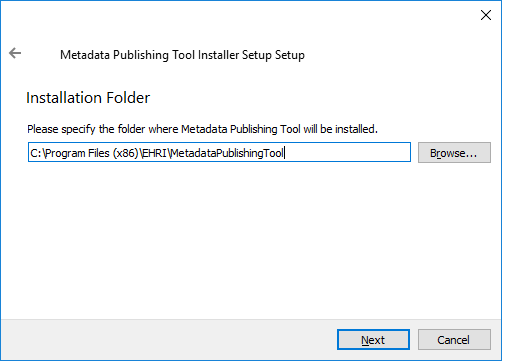 Metadata Publishing Tool Installer Setup Setup
Installation Folder
Please specify the folder where Metadata Publishing Tool will be installed.
C:\Program Files (x86)\EHRI\MetadataPublishingTool
Browse...
Next
Cancel